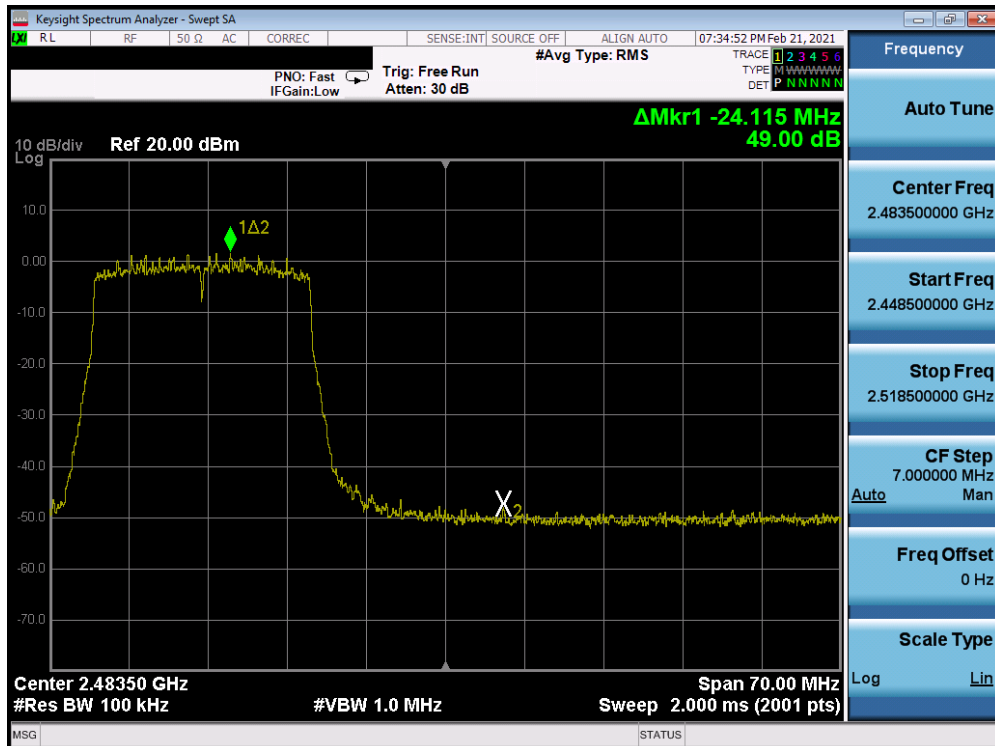 Keysight Spectrum Analyzer - Swept SA
LXI RL RF 50 Ω AC CORREC SENSE:INT SOURCE OFF ALIGN AUTO 07:34:52 PM Feb 21, 2021
#Avg Type: RMS
TRACE 1 2 3 4 5 6
TYPE M W W W W W
DET P N N N N N
PNO: Fast
IFGain:Low
Trig: Free Run
Atten: 30 dB
ΔMkr1 -24.115 MHz
49.00 dB
10 dB/div Ref 20.00 dBm
Log
10.0
0.00
-10.0
-20.0
-30.0
-40.0
-50.0
-60.0
-70.0
1Δ2
X2
Center 2.48350 GHz Span 70.00 MHz
#Res BW 100 kHz #VBW 1.0 MHz Sweep 2.000 ms (2001 pts)
MSG STATUS
Frequency
Auto Tune
Center Freq
2.483500000 GHz
Start Freq
2.448500000 GHz
Stop Freq
2.518500000 GHz
CF Step
7.000000 MHz
Auto Man
Freq Offset
0 Hz
Scale Type
Log Lin